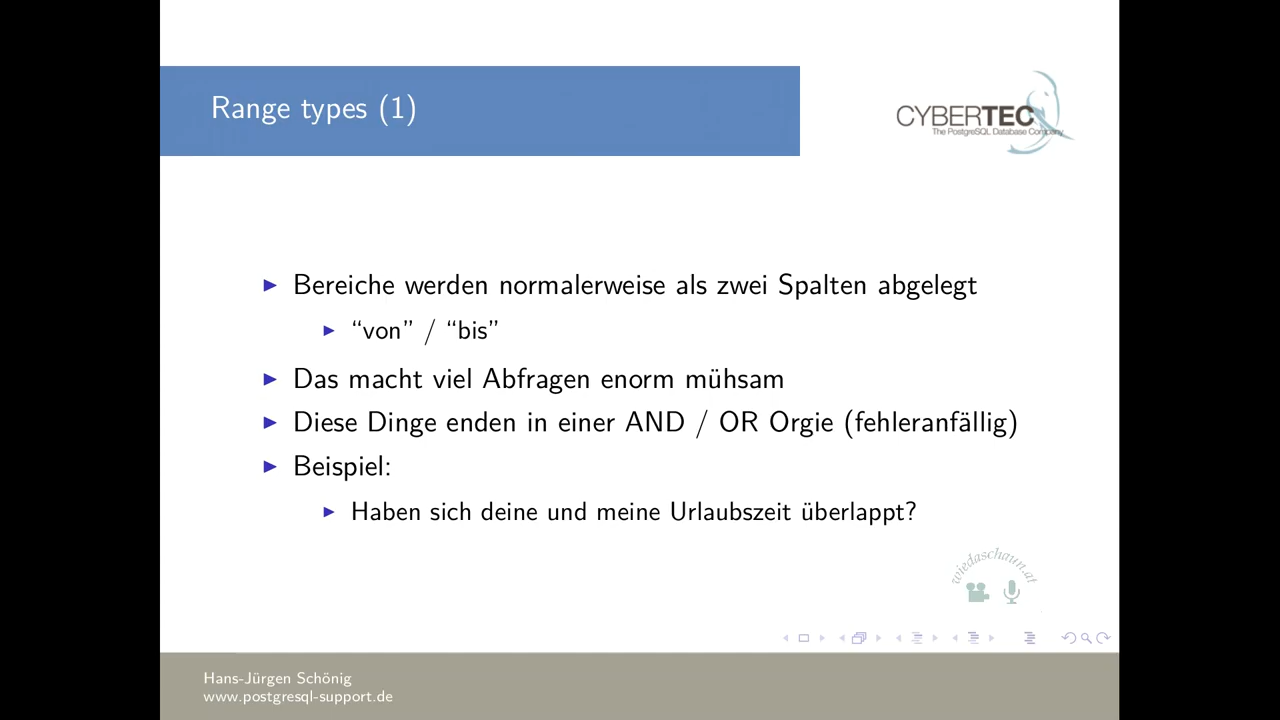 Range types (1)
CYBERTEC
The PostgreSQL Database Company
Bereiche werden normalerweise als zwei Spalten abgelegt
“von” / “bis”
Das macht viel Abfragen enorm mühsam
Diese Dinge enden in einer AND / OR Orgie (fehleranfällig)
Beispiel:
Haben sich deine und meine Urlaubszeit überlappt?
wiedaschaun.at
Hans-Jürgen Schönig
www.postgresql-support.de